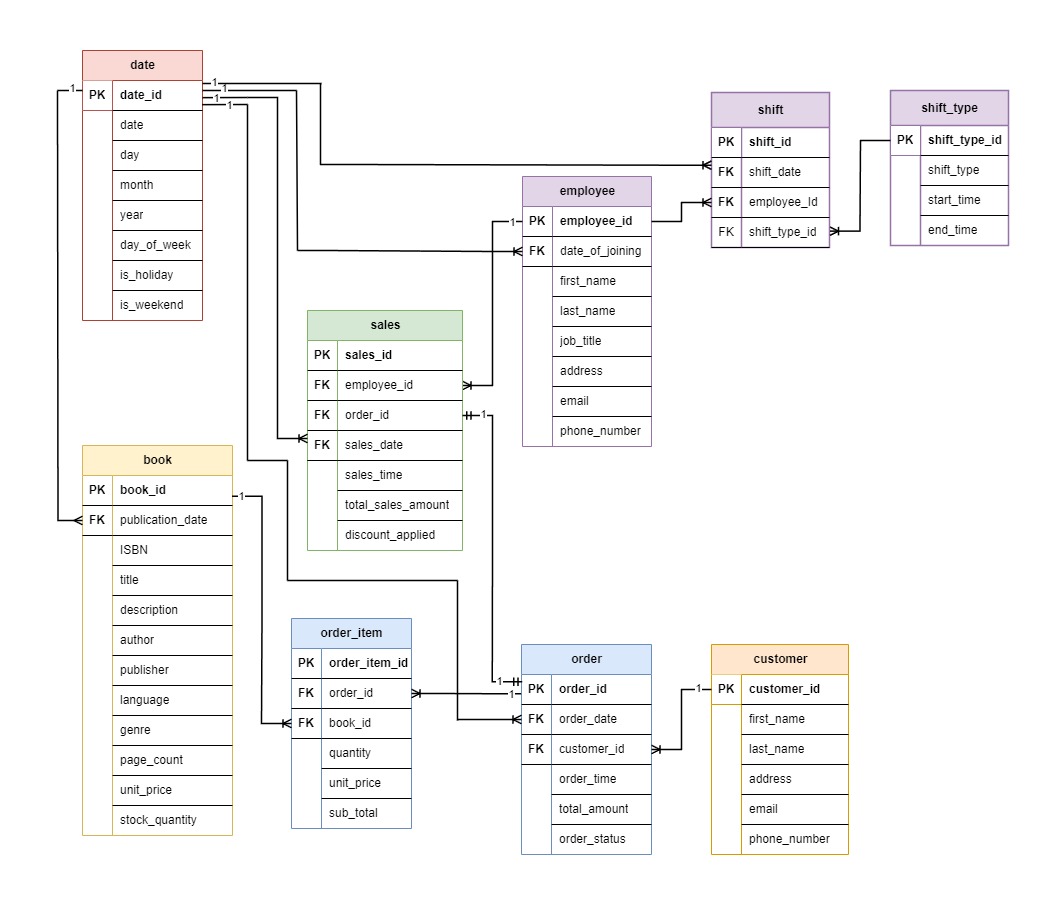 date
PK date_id
date
day
month
year
day_of_week
is_holiday
is_weekend
1
1
1
1
1
shift
PK shift_id
FK shift_date
FK employee_Id
FK shift_type_id
shift_type
PK shift_type_id
shift_type
start_time
end_time
employee
1
PK employee_id
FK date_of_joining
first_name
last_name
job_title
address
email
phone_number
sales
PK sales_id
FK employee_id
FK order_id
1
FK sales_date
sales_time
total_sales_amount
discount_applied
book
PK book_id
1
FK publication_date
ISBN
title
description
author
publisher
language
genre
page_count
unit_price
stock_quantity
order_item
PK order_item_id
FK order_id
FK book_id
quantity
unit_price
sub_total
order
1
1
PK order_id
FK order_date
FK customer_id
order_time
total_amount
order_status
customer
1
PK customer_id
first_name
last_name
address
email
phone_number